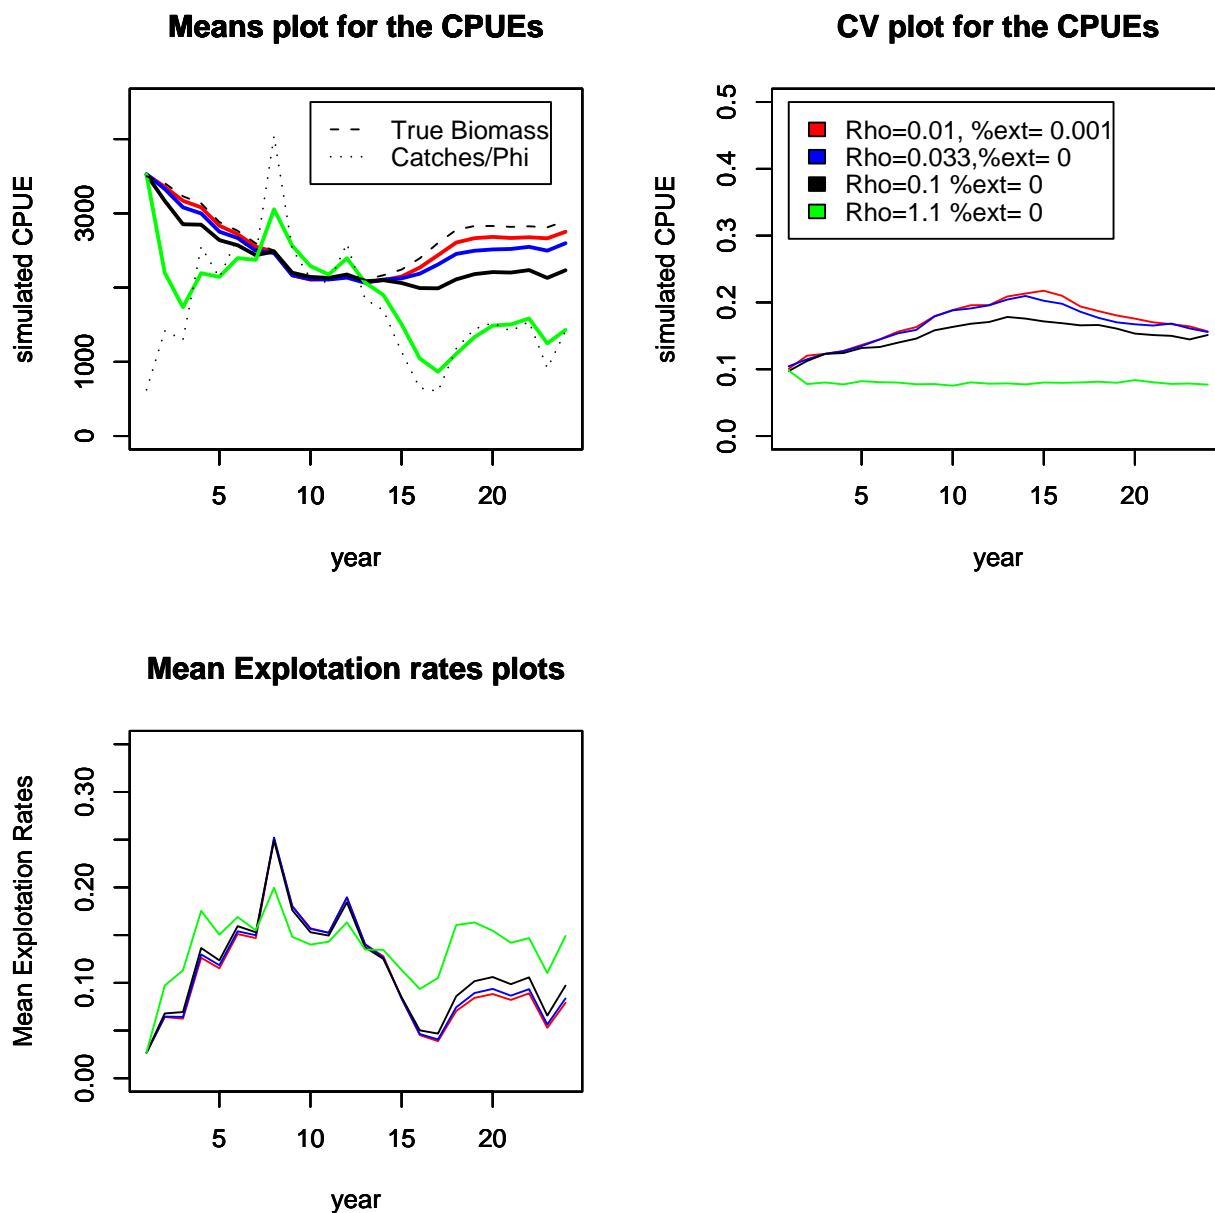 Means plot for the CPUEs
simulated CPUE
0
1000
3000
True Biomass
Catches/Phi
5
10
15
20
year
CV plot for the CPUEs
simulated CPUE
0.0
0.1
0.2
0.3
0.4
0.5
Rho=0.01, %ext= 0.001
Rho=0.033,%ext= 0
Rho=0.1 %ext= 0
Rho=1.1 %ext= 0
5
10
15
20
year
Mean Explotation rates plots
Mean Explotation Rates
0.00
0.10
0.20
0.30
5
10
15
20
year